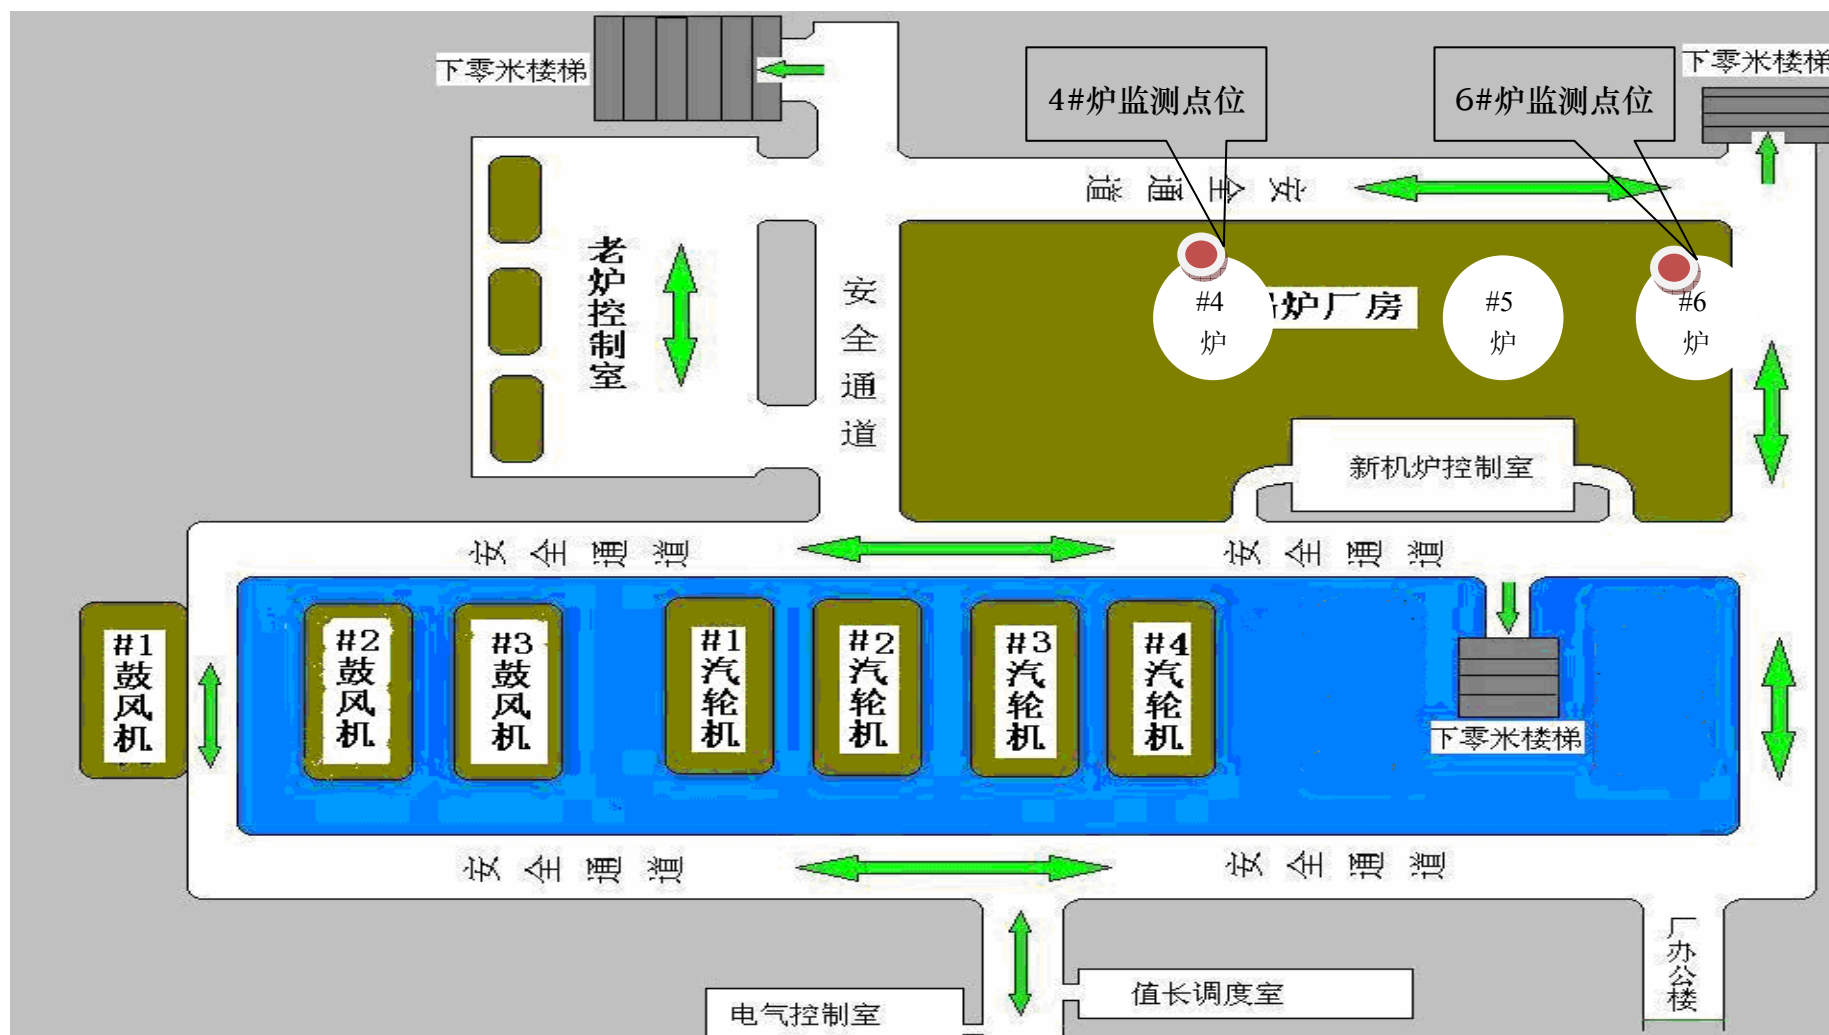 下零米楼梯
4#炉监测点位
6#炉监测点位
下零米楼梯
安全通道
老炉控制室
安全通道
#4
炉
炉厂房
#5
炉
#6
炉
新机炉控制室
安全通道
安全通道
#1鼓风机
#2鼓风机
#3鼓风机
#1汽轮机
#2汽轮机
#3汽轮机
#4汽轮机
下零米楼梯
安全通道
安全通道
厂办公楼
电气控制室
值长调度室